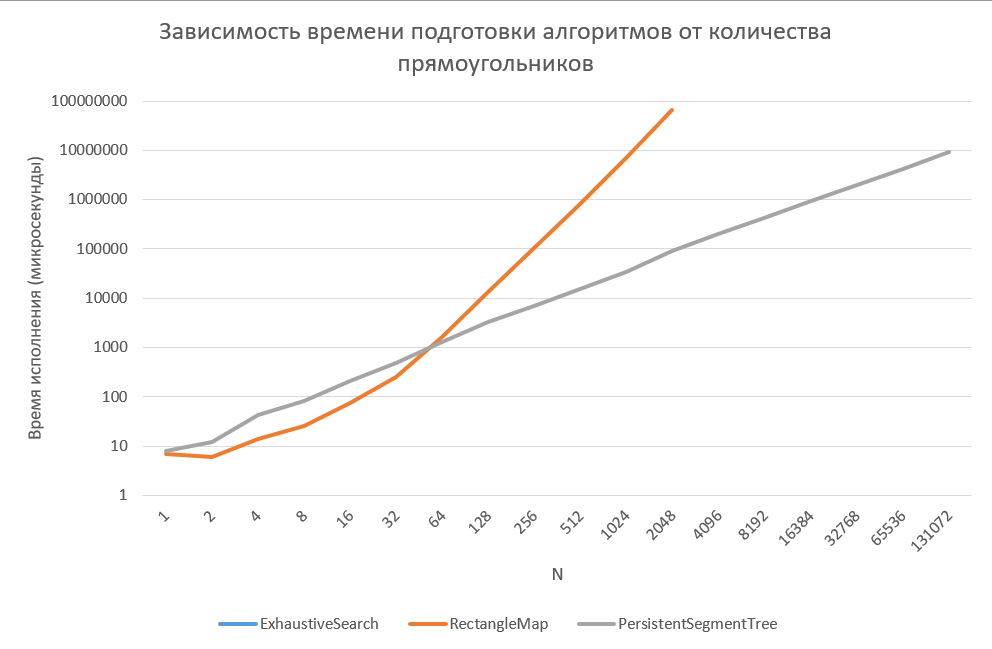 Зависимость времени подготовки алгоритмов от количества
прямоугольников
Время исполнения (микросекунды)
100000000
10000000
1000000
100000
10000
1000
100
10
1
1 2 4 8 16 32 64 128 256 512 1024 2048 4096 8192 16384 32768 65536 131072
N
ExhaustiveSearch RectangleMap PersistentSegmentTree